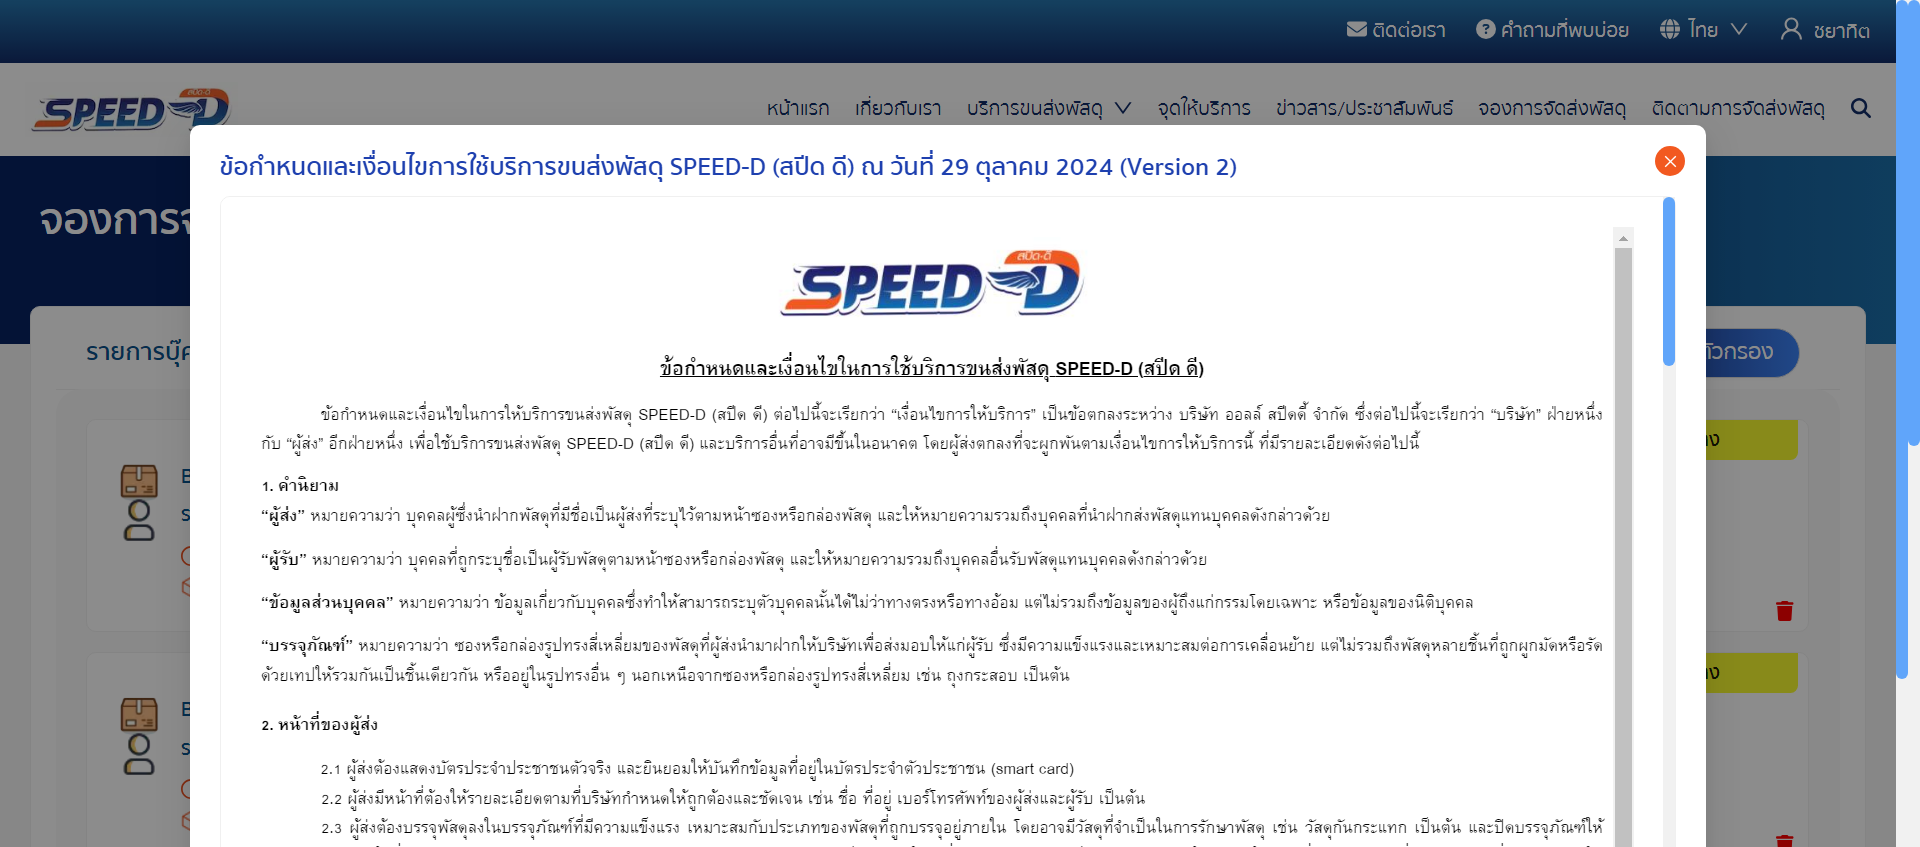 ติดต่อเรา คำถามที่พบบ่อย ไทย ชยาทิต
SPEED-D สปีด-ดี หน้าแรก เกี่ยวกับเรา บริการขนส่งพัสดุ จุดให้บริการ ข่าวสาร/ประชาสัมพันธ์ จองการจัดส่งพัสดุ ติดตามการจัดส่งพัสดุ
ข้อกำหนดและเงื่อนไขการใช้บริการขนส่งพัสดุ SPEED-D (สปีด ดี) ณ วันที่ 29 ตุลาคม 2024 (Version 2)
จองการจ
สปีด-ดี
SPEED-D
รายการบุ๊ค
ตัวกรอง
ข้อกำหนดและเงื่อนไขในการใช้บริการขนส่งพัสดุ SPEED-D (สปีด ดี)
ข้อกำหนดและเงื่อนไขในการให้บริการขนส่งพัสดุ SPEED-D (สปีด ดี) ต่อไปนี้จะเรียกว่า “เงื่อนไขการให้บริการ” เป็นข้อตกลงระหว่าง บริษัท ออลล์ สปีดดี้ จำกัด ซึ่งต่อไปนี้จะเรียกว่า “บริษัท” ฝ่ายหนึ่ง
กับ “ผู้ส่ง” อีกฝ่ายหนึ่ง เพื่อใช้บริการขนส่งพัสดุ SPEED-D (สปีด ดี) และบริการอื่นที่อาจมีขึ้นในอนาคต โดยผู้ส่งตกลงที่จะผูกพันตามเงื่อนไขการให้บริการนี้ ที่มีรายละเอียดดังต่อไปนี้
1. คำนิยาม
“ผู้ส่ง” หมายความว่า บุคคลผู้ซึ่งนำฝากพัสดุที่มีชื่อเป็นผู้ส่งที่ระบุไว้ตามหน้าซองหรือกล่องพัสดุ และให้หมายความรวมถึงบุคคลที่นำฝากส่งพัสดุแทนบุคคลดังกล่าวด้วย
“ผู้รับ” หมายความว่า บุคคลที่ถูกระบุชื่อเป็นผู้รับพัสดุตามหน้าซองหรือกล่องพัสดุ และให้หมายความรวมถึงบุคคลอื่นรับพัสดุแทนบุคคลดังกล่าวด้วย
“ข้อมูลส่วนบุคคล” หมายความว่า ข้อมูลเกี่ยวกับบุคคลซึ่งทำให้สามารถระบุตัวบุคคลนั้นได้ไม่ว่าทางตรงหรือทางอ้อม แต่ไม่รวมถึงข้อมูลของผู้ถึงแก่กรรมโดยเฉพาะ หรือข้อมูลของนิติบุคคล
“บรรจุภัณฑ์” หมายความว่า ซองหรือกล่องรูปทรงสี่เหลี่ยมของพัสดุที่ผู้ส่งนำมาฝากให้บริษัทเพื่อส่งมอบให้แก่ผู้รับ ซึ่งมีความแข็งแรงและเหมาะสมต่อการเคลื่อนย้าย แต่ไม่รวมถึงพัสดุหลายชิ้นที่ถูกผูกมัดหรือรัด
ด้วยเทปให้รวมกันเป็นชิ้นเดียวกัน หรืออยู่ในรูปทรงอื่น ๆ นอกเหนือจากซองหรือกล่องรูปทรงสี่เหลี่ยม เช่น ถุงกระสอบ เป็นต้น
2. หน้าที่ของผู้ส่ง
2.1 ผู้ส่งต้องแสดงบัตรประจำประชาชนตัวจริง และยินยอมให้บันทึกข้อมูลที่อยู่ในบัตรประจำตัวประชาชน (smart card)
2.2 ผู้ส่งมีหน้าที่ต้องให้รายละเอียดตามที่บริษัทกำหนดให้ถูกต้องและชัดเจน เช่น ชื่อ ที่อยู่ เบอร์โทรศัพท์ของผู้ส่งและผู้รับ เป็นต้น
2.3 ผู้ส่งต้องบรรจุพัสดุลงในบรรจุภัณฑ์ที่มีความแข็งแรง เหมาะสมกับประเภทของพัสดุที่ถูกบรรจุอยู่ภายใน โดยอาจมีวัสดุที่จำเป็นในการรักษาพัสดุ เช่น วัสดุกันกระแทก เป็นต้น และปิดบรรจุภัณฑ์ให้